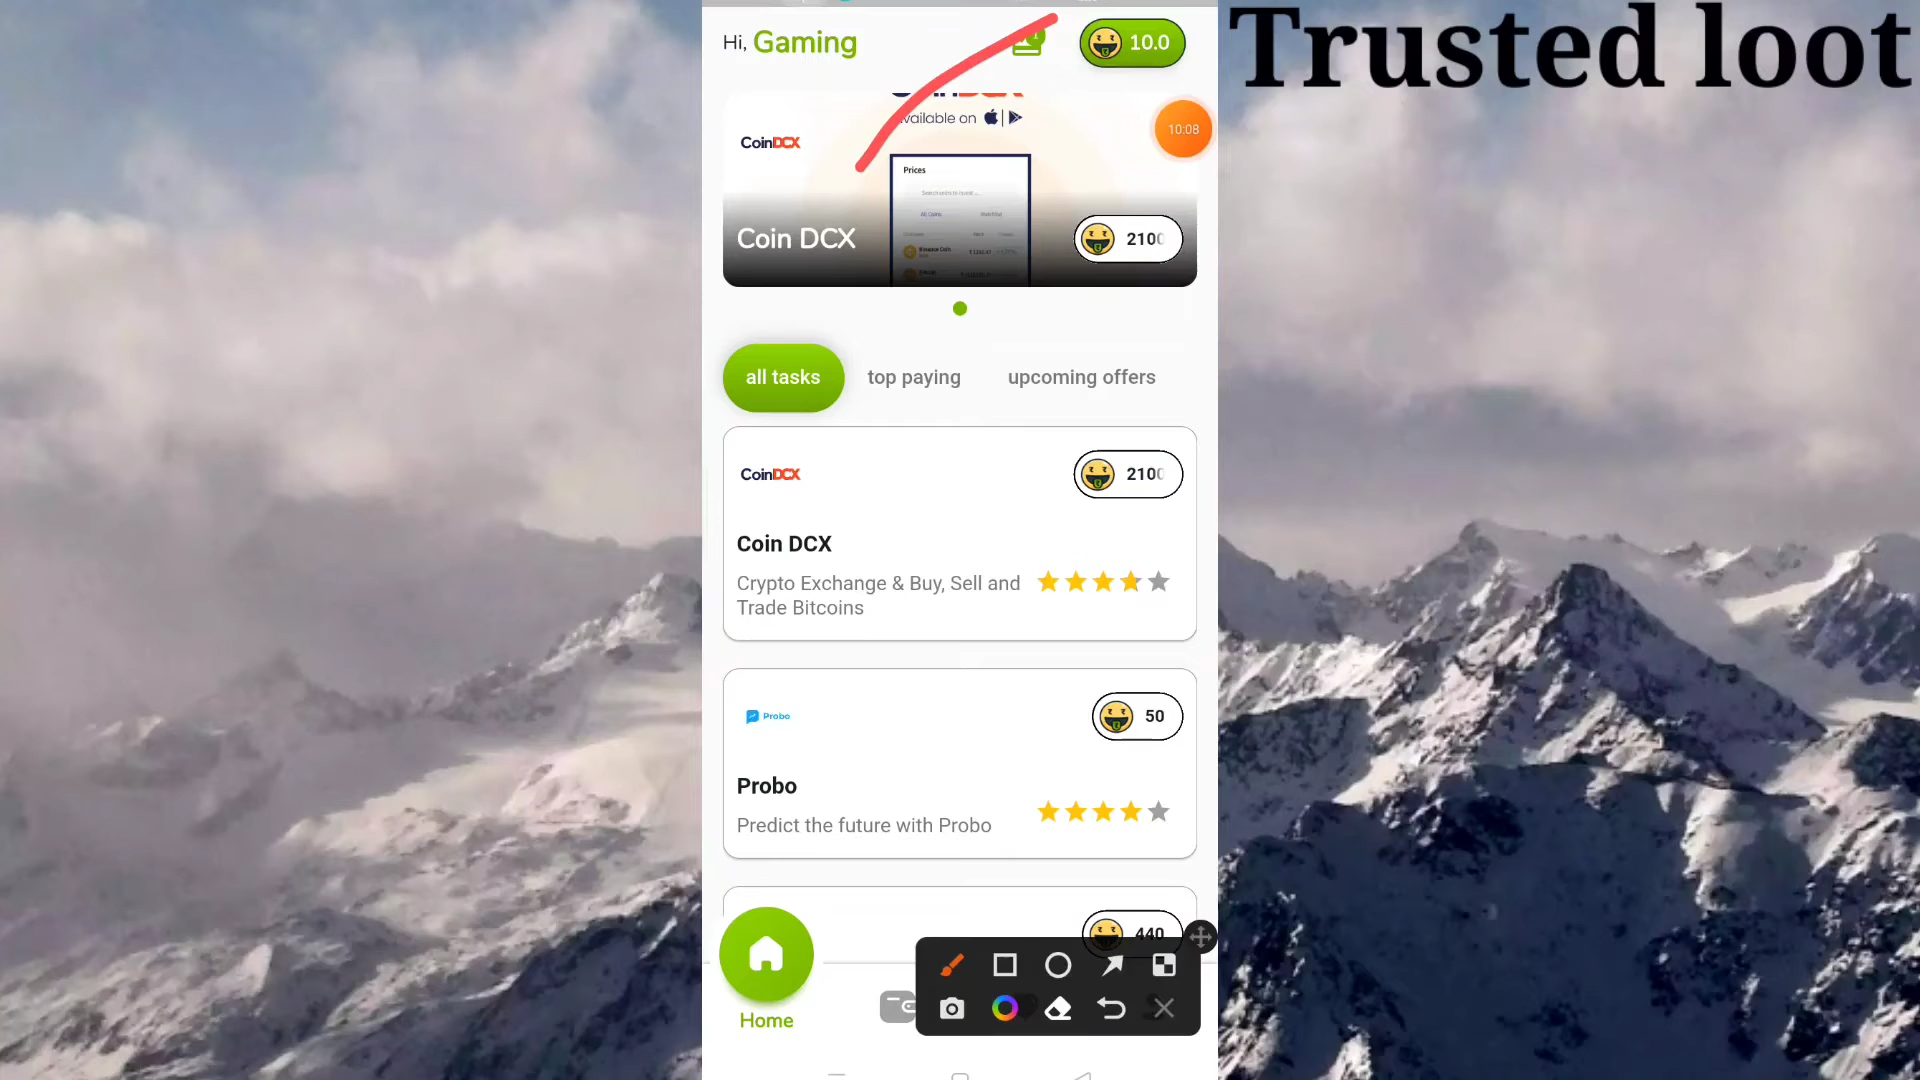 Trusted loot
Hi, Gaming
10.0
available on
10:08
CoinDCX
Prices
Coin DCX
2100
all tasks
top paying
upcoming offers
CoinDCX
2100
Coin DCX
Crypto Exchange & Buy, Sell and
Trade Bitcoins
Probo
50
Probo
Predict the future with Probo
440
Home